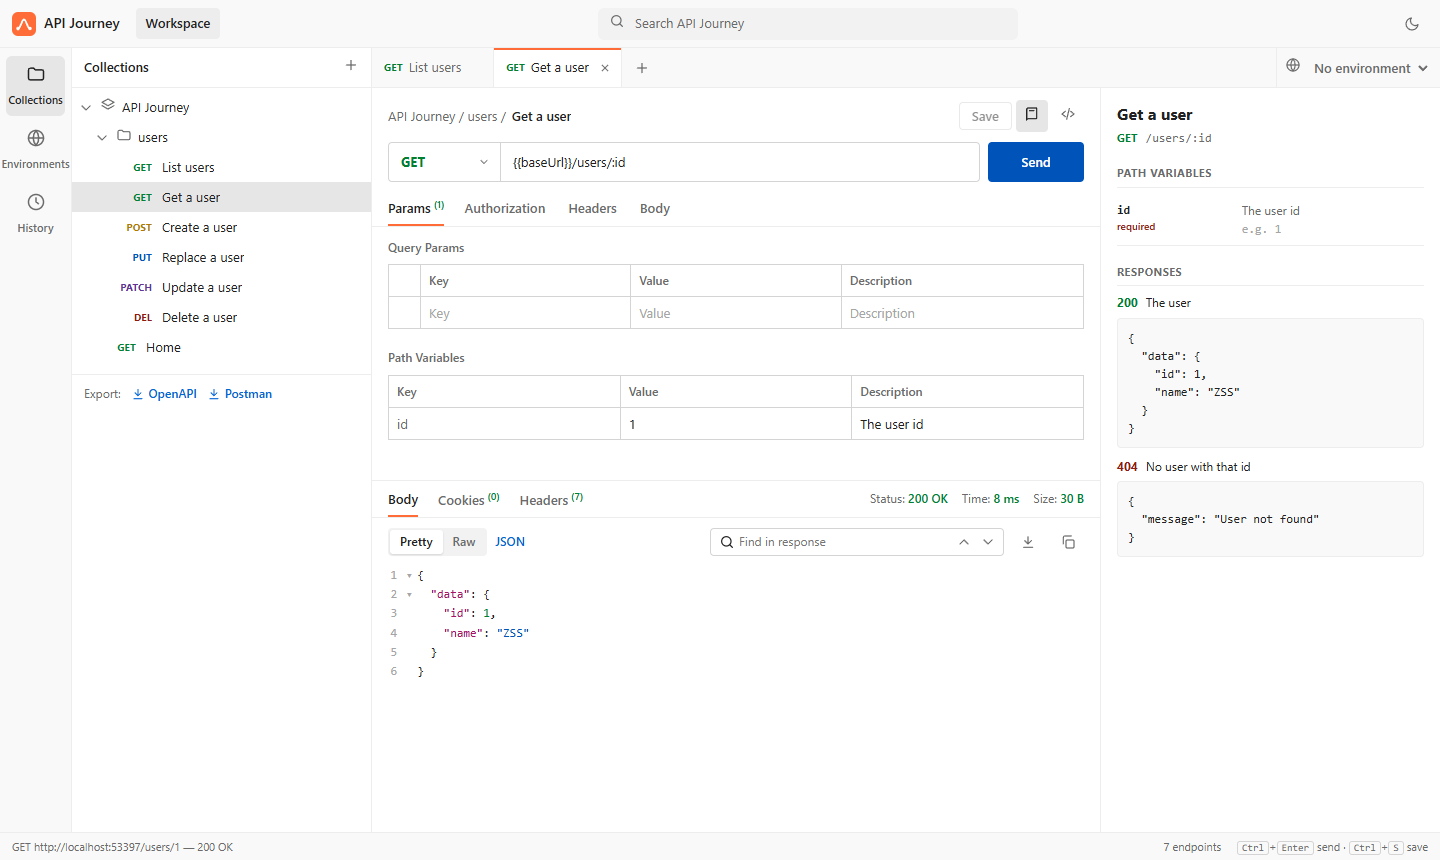 API Journey
Workspace
Search API Journey
Collections
Environments
History
Collections
API Journey
users
GET List users
GET Get a user
POST Create a user
PUT Replace a user
PATCH Update a user
DEL Delete a user
GET Home
Export: OpenAPI Postman
GET List users
GET Get a user
No environment
API Journey / users / Get a user
Save
GET
{{baseUrl}}/users/:id
Send
Params (1) Authorization Headers Body
Query Params
Key Value Description
Key Value Description
Path Variables
Key Value Description
id 1 The user id
Body Cookies (0) Headers (7)
Status: 200 OK Time: 8 ms Size: 30 B
Pretty Raw JSON
Find in response
1 {
2 "data": {
3 "id": 1,
4 "name": "ZSS"
5 }
6 }
Get a user
GET /users/:id
PATH VARIABLES
id The user id
required e.g. 1
RESPONSES
200 The user
{
"data": {
"id": 1,
"name": "ZSS"
}
}
404 No user with that id
{
"message": "User not found"
}
GET http://localhost:53397/users/1 — 200 OK
7 endpoints
Ctrl + Enter send · Ctrl + S save